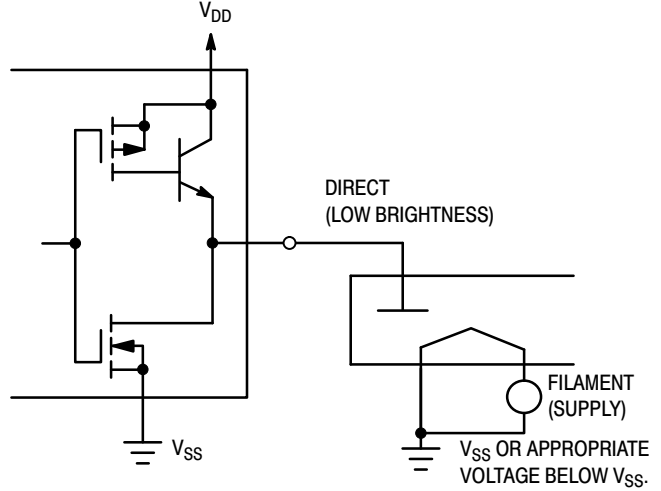 VDD
DIRECT
(LOW BRIGHTNESS)
FILAMENT
(SUPPLY)
VSS
VSS OR APPROPRIATE
VOLTAGE BELOW VSS.